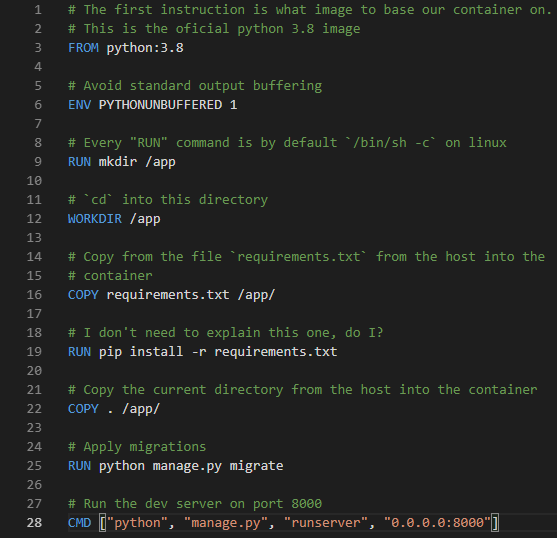 1 # The first instruction is what image to base our container on.
2 # This is the oficial python 3.8 image
3 FROM python:3.8
4
5 # Avoid standard output buffering
6 ENV PYTHONUNBUFFERED 1
7
8 # Every "RUN" command is by default `/bin/sh -c` on linux
9 RUN mkdir /app
10
11 # `cd` into this directory
12 WORKDIR /app
13
14 # Copy from the file `requirements.txt` from the host into the
15 # container
16 COPY requirements.txt /app/
17
18 # I don't need to explain this one, do I?
19 RUN pip install -r requirements.txt
20
21 # Copy the current directory from the host into the container
22 COPY . /app/
23
24 # Apply migrations
25 RUN python manage.py migrate
26
27 # Run the dev server on port 8000
28 CMD ["python", "manage.py", "runserver", "0.0.0.0:8000"]